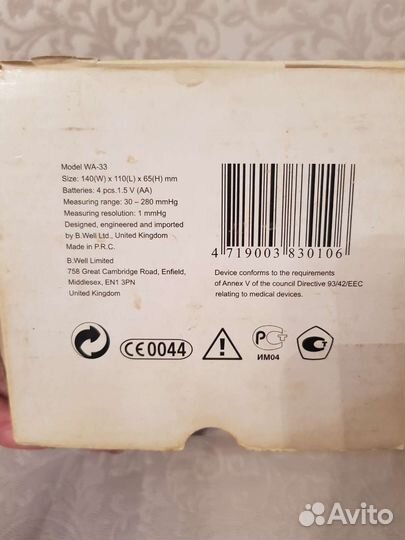 Model WA-33
Size: 140(W) x 110(L) x 65(H) mm
Batteries: 4 pcs.1.5 V (AA)
Measuring range: 30 – 280 mmHg
Measuring resolution: 1 mmHg
Designed, engineered and imported
by B.Well Ltd., United Kingdom
Made in P.R.C.
B.Well Limited
758 Great Cambridge Road, Enfield,
Middlesex, EN1 3PN
United Kingdom
4 719003 830106
Device conforms to the requirements
of Annex V of the council Directive 93/42/EEC
relating to medical devices.
CE0044
ИМ04
Avito